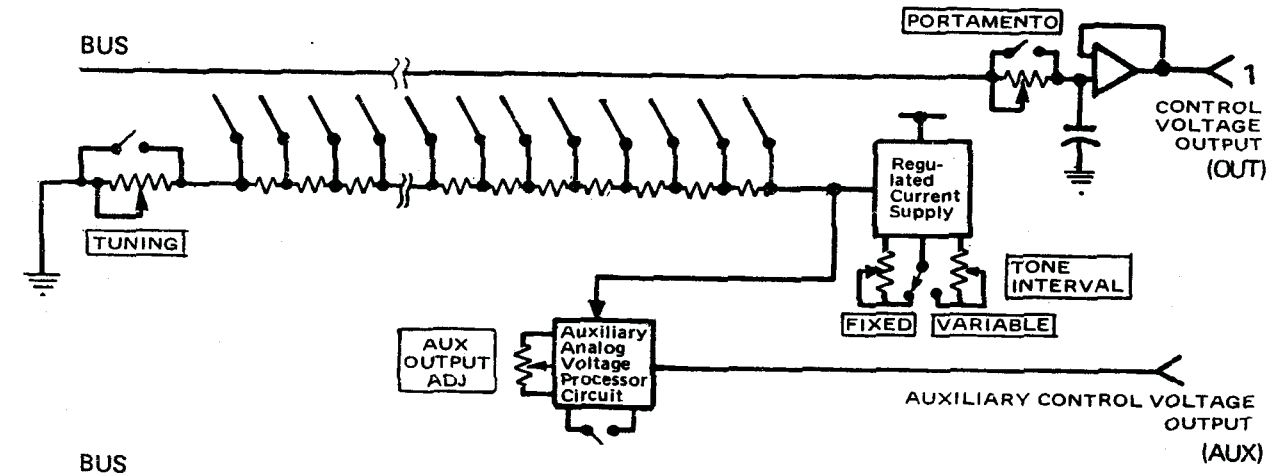 PORTAMENTO
BUS
1
CONTROL
VOLTAGE
OUTPUT
(OUT)
Regu-
lated
Current
Supply
TUNING
TONE
INTERVAL
FIXED
VARIABLE
AUX
OUTPUT
ADJ
Auxiliary
Analog
Voltage
Processor
Circuit
AUXILIARY CONTROL VOLTAGE
OUTPUT
(AUX)
BUS